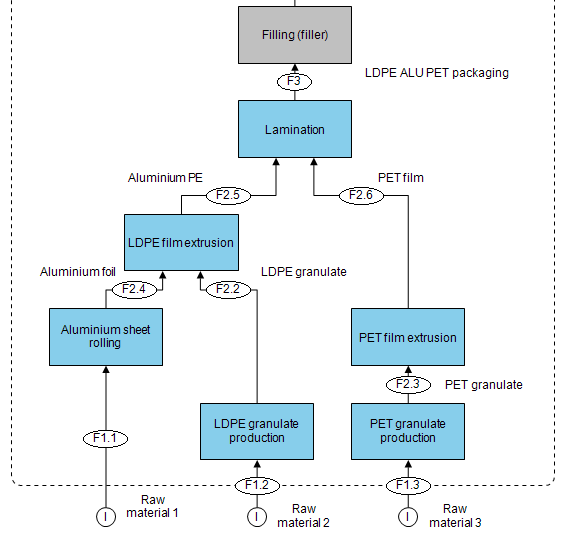 Filling (filler)
LDPE ALU PET packaging
F3
Lamination
Aluminium PE
PET film
F2.5
F2.6
LDPE film extrusion
Aluminium foil
LDPE granulate
F2.4
F2.2
Aluminium sheet
rolling
PET film extrusion
F2.3
PET granulate
LDPE granulate
production
PET granulate
production
F1.1
F1.2
F1.3
I
Raw
material 1
I
Raw
material 2
I
Raw
material 3